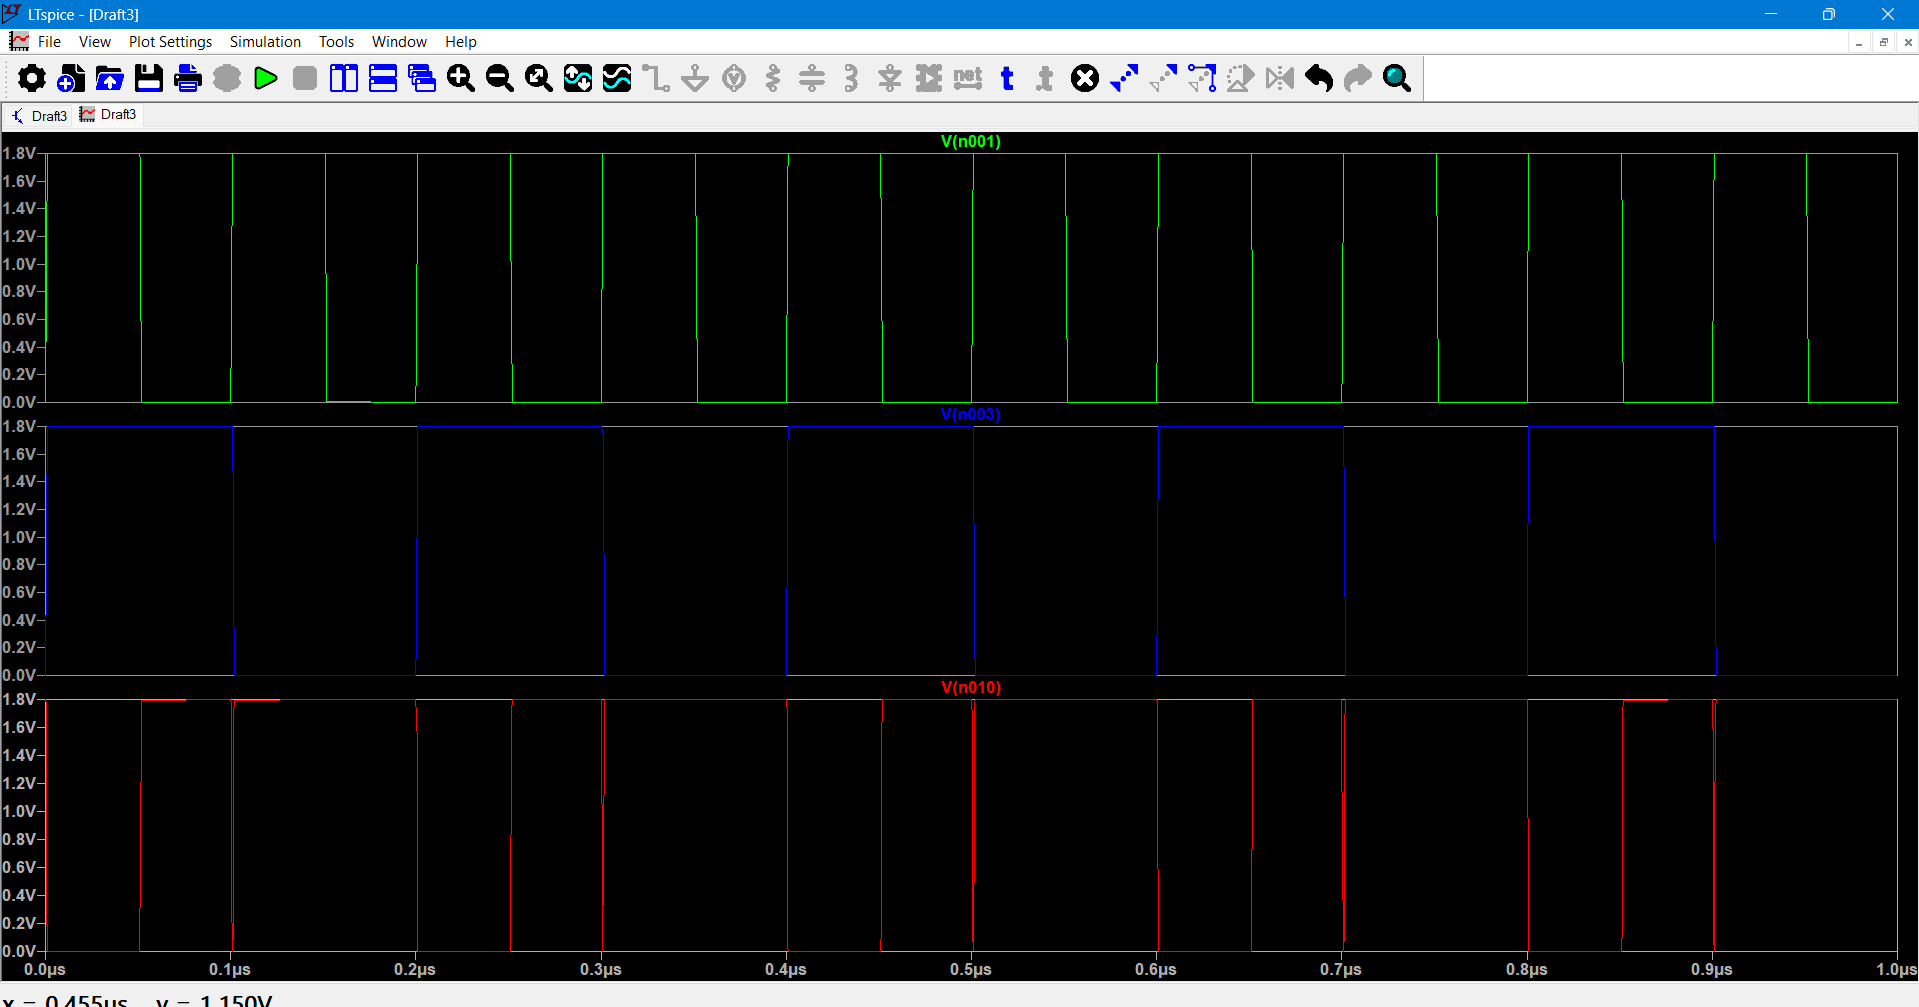 LTspice - [Draft3]
File View Plot Settings Simulation Tools Window Help
net t t
Draft3 Draft3
V(n001)
1.8V
1.6V
1.4V
1.2V
1.0V
0.8V
0.6V
0.4V
0.2V
0.0V
V(n003)
1.8V
1.6V
1.4V
1.2V
1.0V
0.8V
0.6V
0.4V
0.2V
0.0V
V(n010)
1.8V
1.6V
1.4V
1.2V
1.0V
0.8V
0.6V
0.4V
0.2V
0.0V
0.0µs 0.1µs 0.2µs 0.3µs 0.4µs 0.5µs 0.6µs 0.7µs 0.8µs 0.9µs 1.0µs
x = 0.455µs y = 1.150V